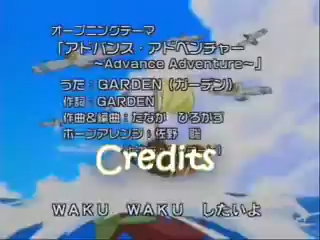 オープニングテーマ
「アドバンス・アドベンチャー
～Advance Adventure～」
うた：GARDEN（ガーデン）
作詞：GARDEN
作曲&編曲：たなか ひろかず
ホーンアレンジ：佐野 聡
Credits
WAKU WAKU したいよ